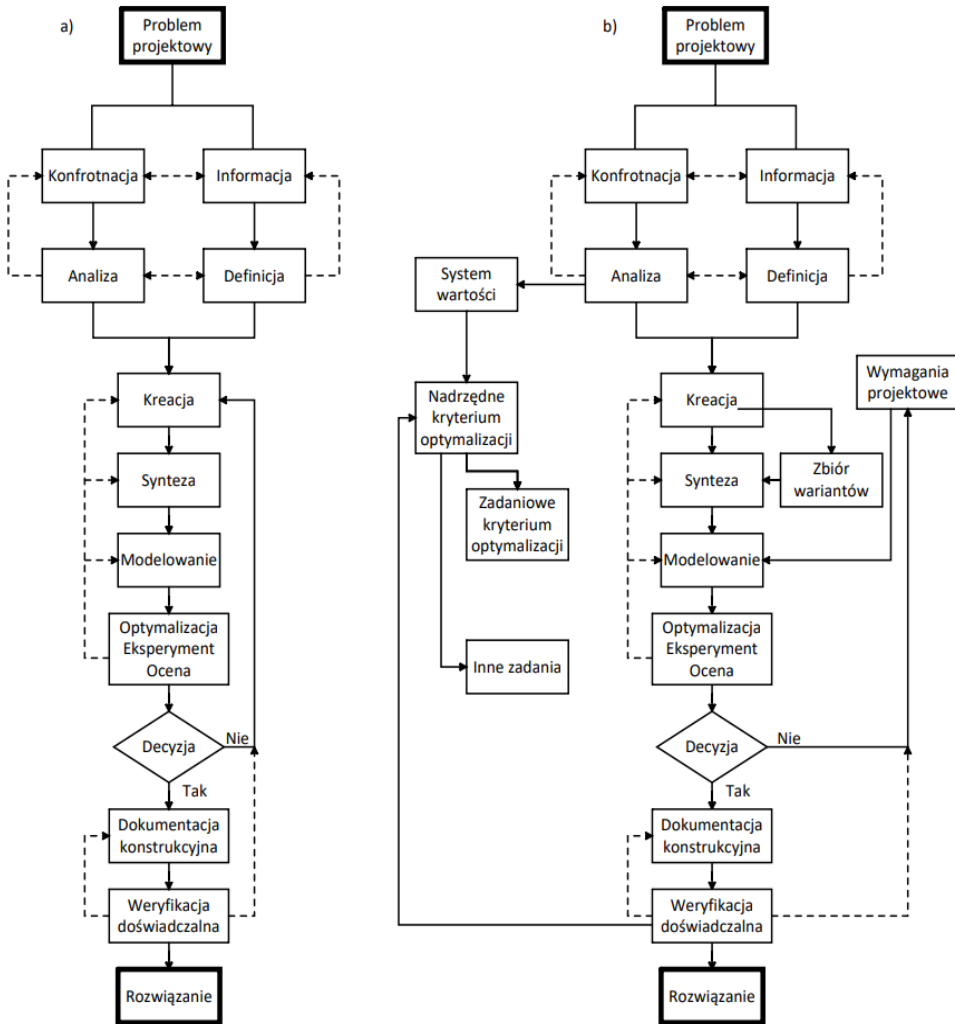 a)
Problem
projektowy
Konfrotnacja
Informacja
Analiza
Definicja
Kreacja
Synteza
Modelowanie
Optymalizacja
Eksperyment
Ocena
Decyzja
Nie
Tak
Dokumentacja
konstrukcyjna
Weryfikacja
doświadczalna
Rozwiązanie
b)
Problem
projektowy
Konfrotnacja
Informacja
System
wartości
Analiza
Definicja
Nadrzędne
kryterium
optymalizacji
Kreacja
Wymagania
projektowe
Zadaniowe
kryterium
optymalizacji
Synteza
Zbiór
wariantów
Modelowanie
Inne zadania
Optymalizacja
Eksperyment
Ocena
Decyzja
Nie
Tak
Dokumentacja
konstrukcyjna
Weryfikacja
doświadczalna
Rozwiązanie